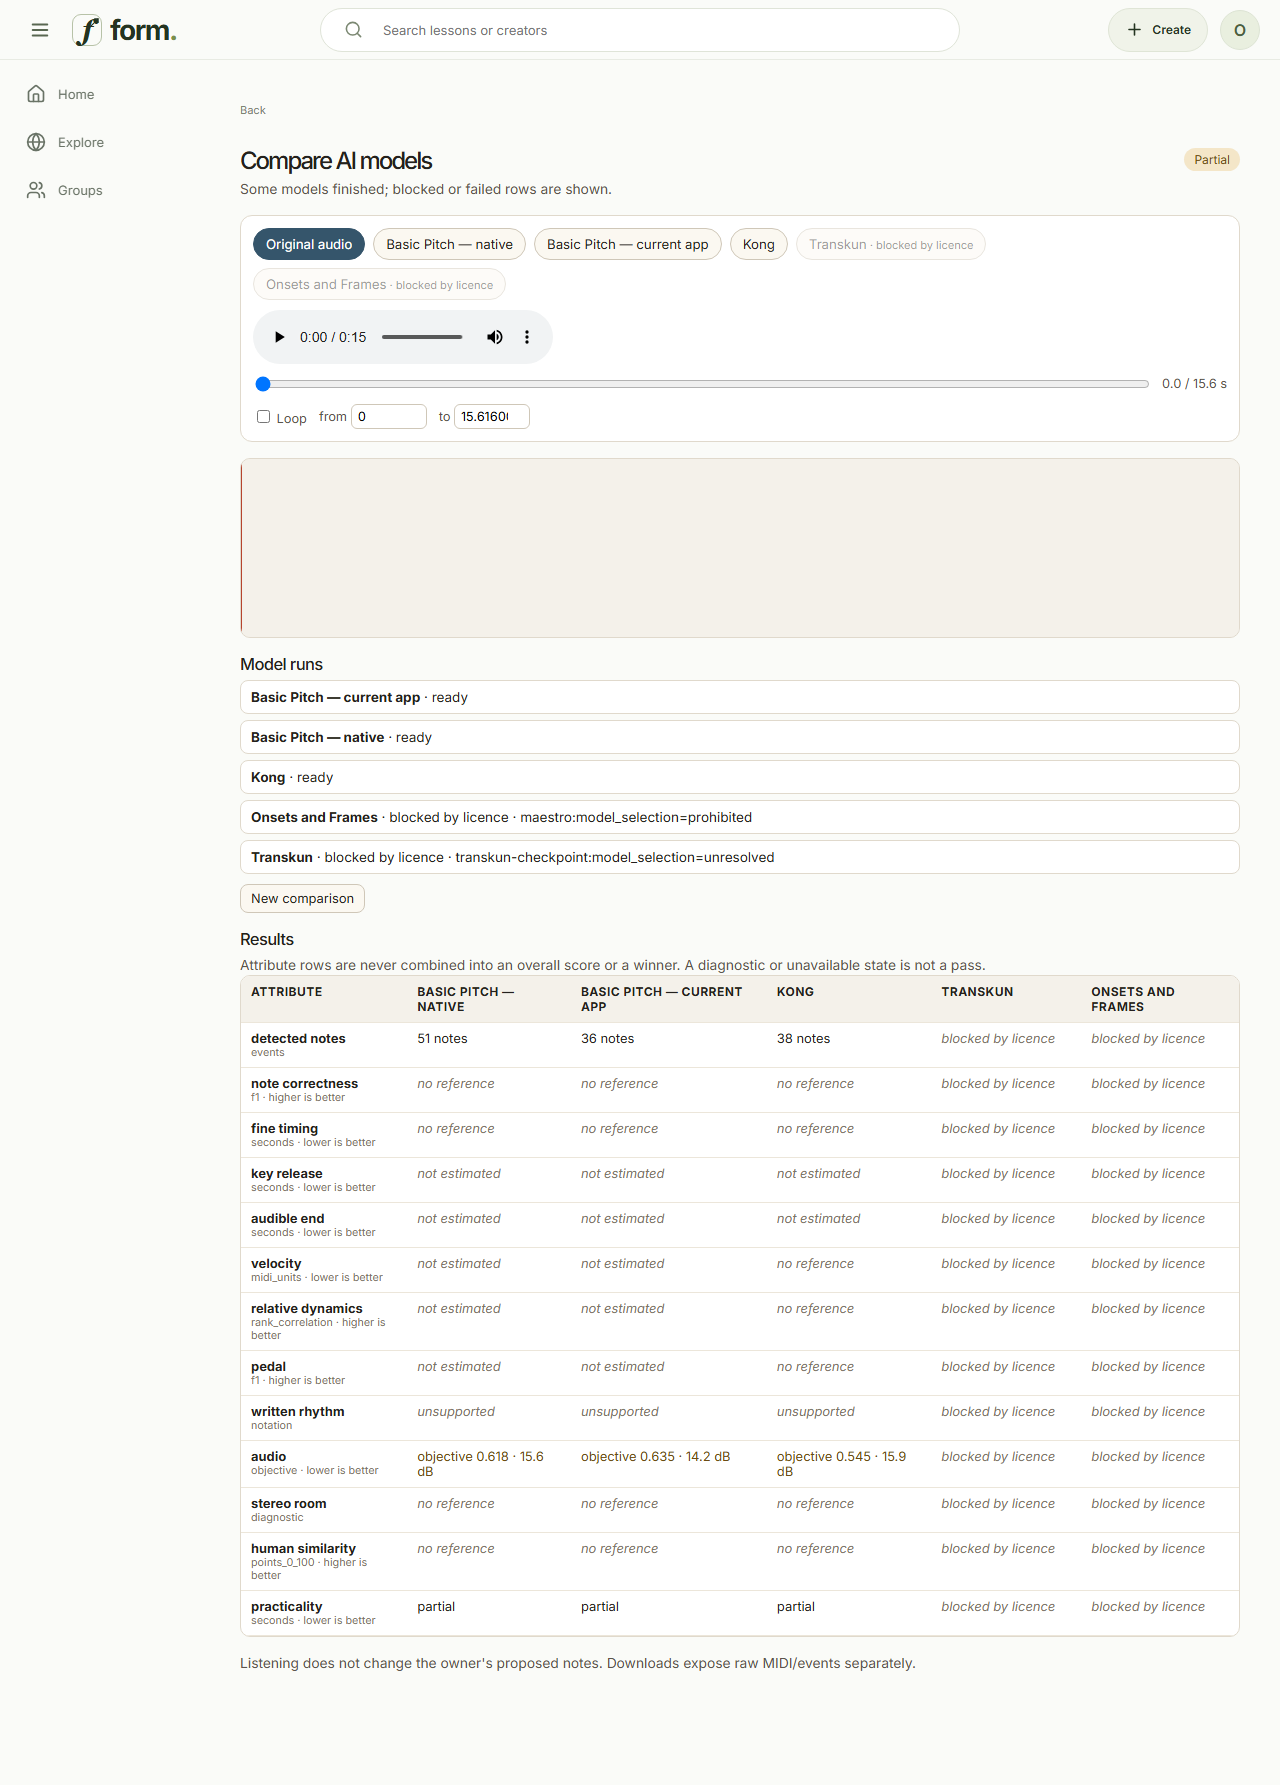 f form.
Search lessons or creators
Create
O
Home
Explore
Groups
Back
Compare AI models
Partial
Some models finished; blocked or failed rows are shown.
Original audio
Basic Pitch — native
Basic Pitch — current app
Kong
Transkun · blocked by licence
Onsets and Frames · blocked by licence
0:00 / 0:15
0.0 / 15.6 s
Loop from 0 to 15.6160
Model runs
Basic Pitch — current app · ready
Basic Pitch — native · ready
Kong · ready
Onsets and Frames · blocked by licence · maestro:model_selection=prohibited
Transkun · blocked by licence · transkun-checkpoint:model_selection=unresolved
New comparison
Results
Attribute rows are never combined into an overall score or a winner. A diagnostic or unavailable state is not a pass.
ATTRIBUTE BASIC PITCH — NATIVE BASIC PITCH — CURRENT APP KONG TRANSKUN ONSETS AND FRAMES
detected notes 51 notes 36 notes 38 notes blocked by licence blocked by licence
events
note correctness no reference no reference no reference blocked by licence blocked by licence
f1 · higher is better
fine timing no reference no reference no reference blocked by licence blocked by licence
seconds · lower is better
key release not estimated not estimated not estimated blocked by licence blocked by licence
seconds · lower is better
audible end not estimated not estimated not estimated blocked by licence blocked by licence
seconds · lower is better
velocity not estimated not estimated no reference blocked by licence blocked by licence
midi_units · lower is better
relative dynamics not estimated not estimated no reference blocked by licence blocked by licence
rank_correlation · higher is
better
pedal not estimated not estimated no reference blocked by licence blocked by licence
f1 · higher is better
written rhythm unsupported unsupported unsupported blocked by licence blocked by licence
notation
audio objective 0.618 · 15.6 dB objective 0.635 · 14.2 dB objective 0.545 · 15.9 dB blocked by licence blocked by licence
objective · lower is better
stereo room no reference no reference no reference blocked by licence blocked by licence
diagnostic
human similarity no reference no reference no reference blocked by licence blocked by licence
points_0_100 · higher is
better
practicality partial partial partial blocked by licence blocked by licence
seconds · lower is better
Listening does not change the owner's proposed notes. Downloads expose raw MIDI/events separately.